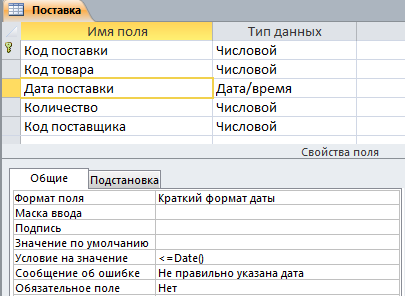 Поставка
Имя поля Тип данных
Код поставки Числовой
Код товара Числовой
Дата поставки Дата/время
Количество Числовой
Код поставщика Числовой
Свойства поля
Общие Подстановка
Формат поля Краткий формат даты
Маска ввода
Подпись
Значение по умолчанию
Условие на значение <=Date()
Сообщение об ошибке Не правильно указана дата
Обязательное поле Нет